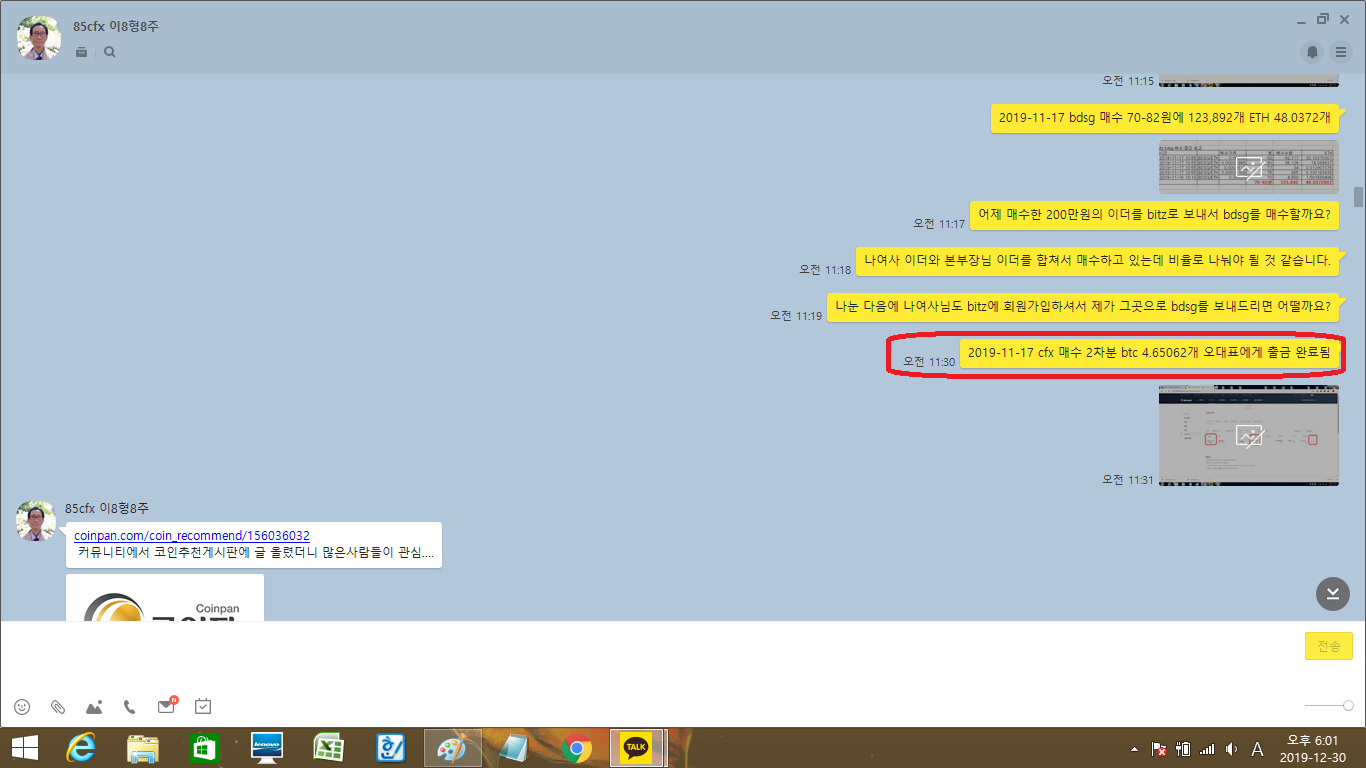 85cfx 이8형8주
오전 11:15
2019-11-17 bdsg 매수 70-82원에 123,892개 ETH 48.0372개
어제 매수한 200만원의 이더를 bitz로 보내서 bdsg를 매수할까요?
오전 11:17
나여사 이더와 본부장님 이더를 합쳐서 매수하고 있는데 비율로 나눠야 될 것 같습니다.
오전 11:18
나눈 다음에 나여사님도 bitz에 회원가입하셔서 제가 그곳으로 bdsg를 보내드리면 어떨까요?
오전 11:19
2019-11-17 cfx 매수 2차분 btc 4.65062개 오대표에게 출금 완료됨
오전 11:30
오전 11:31
85cfx 이8형8주
coinpan.com/coin_recommend/156036032
커뮤니티에서 코인추천게시판에 글 올렸더니 많은사람들이 관심....
Coinpan
전송
N
lenovo
TALK
A
오후 6:01
2019-12-30